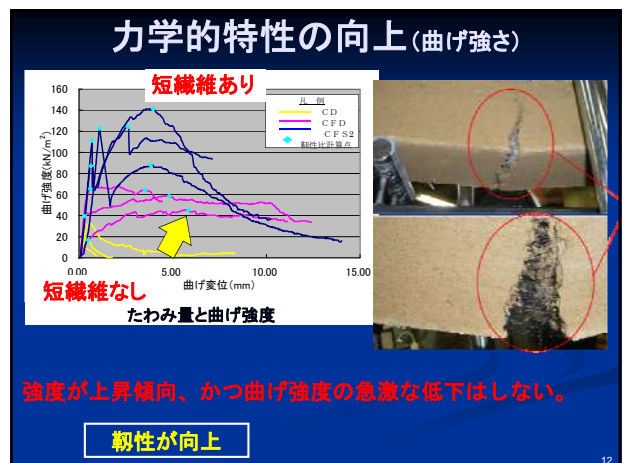 力学的特性の向上(曲げ強さ)
短繊維あり
160
140
120
100
80
60
40
20
0
曲げ強度(kN/m²)
凡 例
CD
CFD
CFS2
靭性比計算点
0.00
5.00
10.00
15.00
曲げ変位(mm)
短繊維なし
たわみ量と曲げ強度
強度が上昇傾向、かつ曲げ強度の急激な低下はしない。
靭性が向上
12